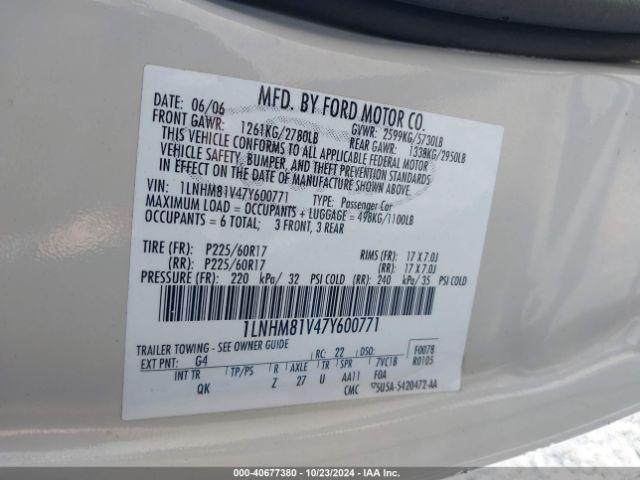 MFD. BY FORD MOTOR CO.
DATE: 06/06 GVWR: 2599KG/5730LB
FRONT GAWR: 1261KG/2780LB REAR GAWR: 1338KG/2950LB
THIS VEHICLE CONFORMS TO ALL APPLICABLE FEDERAL MOTOR
VEHICLE SAFETY, BUMPER, AND THEFT PREVENTION STANDARDS
IN EFFECT ON THE DATE OF MANUFACTURE SHOWN ABOVE.
VIN: 1LNHM81V47Y600771 TYPE: Passenger Car
MAXIMUM LOAD = OCCUPANTS + LUGGAGE = 498KG/1100LB
OCCUPANTS = 6 TOTAL; 3 FRONT, 3 REAR
TIRE (FR): P225/60R17 RIMS (FR): 17 X 7.0J
(RR): P225/60R17 (RR): 17 X 7.0J
PRESSURE (FR): 220 kPa/ 32 PSI COLD (RR): 240 kPa/ 35 PSI COLD
1LNHM81V47Y600771
TRAILER TOWING - SEE OWNER GUIDE F0078
EXT PNT: G4 RC: 22 DSO: R0105
INT TR TP/PS R AXLE TR SPR 7VC1B
QK Z 27 U AA11 F0A
CMC 5U5A-5420472-AA
000-40677380 - 10/23/2024 - IAA Inc.